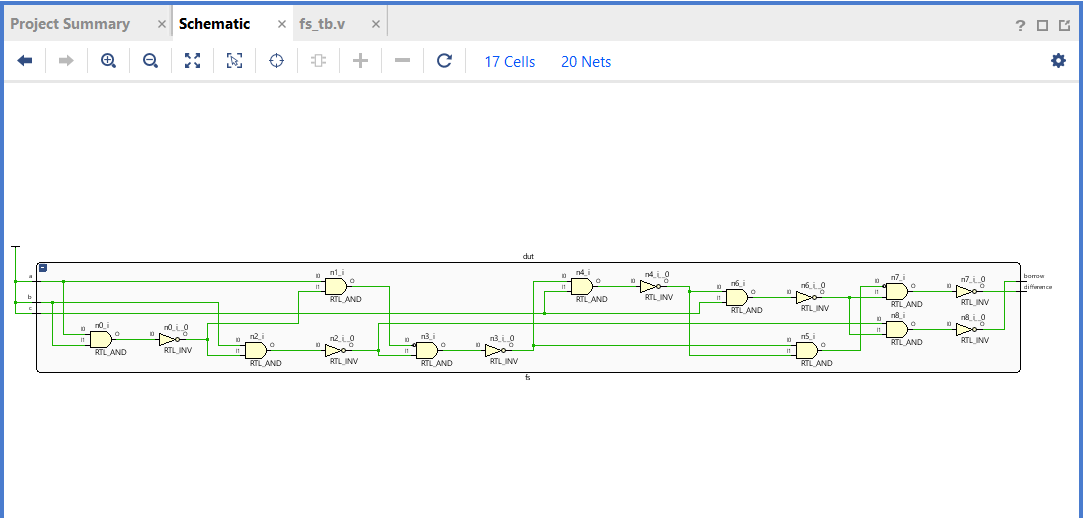 Project Summary × Schematic × fs_tb.v ×
? 
17 Cells 20 Nets
dut
a
b
c
borrow
difference
n0_i I0 I1 O RTL_AND
n0_i__0 I0 O RTL_INV
n1_i I0 I1 O RTL_AND
n2_i I0 I1 O RTL_AND
n2_i__0 I0 O RTL_INV
n3_i I0 I1 O RTL_AND
n3_i__0 I0 O RTL_INV
n4_i I0 I1 O RTL_AND
n4_i__0 I0 O RTL_INV
n6_i I0 I1 O RTL_AND
n6_i__0 I0 O RTL_INV
n5_i I0 I1 O RTL_AND
n7_i I0 I1 O RTL_AND
n7_i__0 I0 O RTL_INV
n8_i I0 I1 O RTL_AND
n8_i__0 I0 O RTL_INV
fs